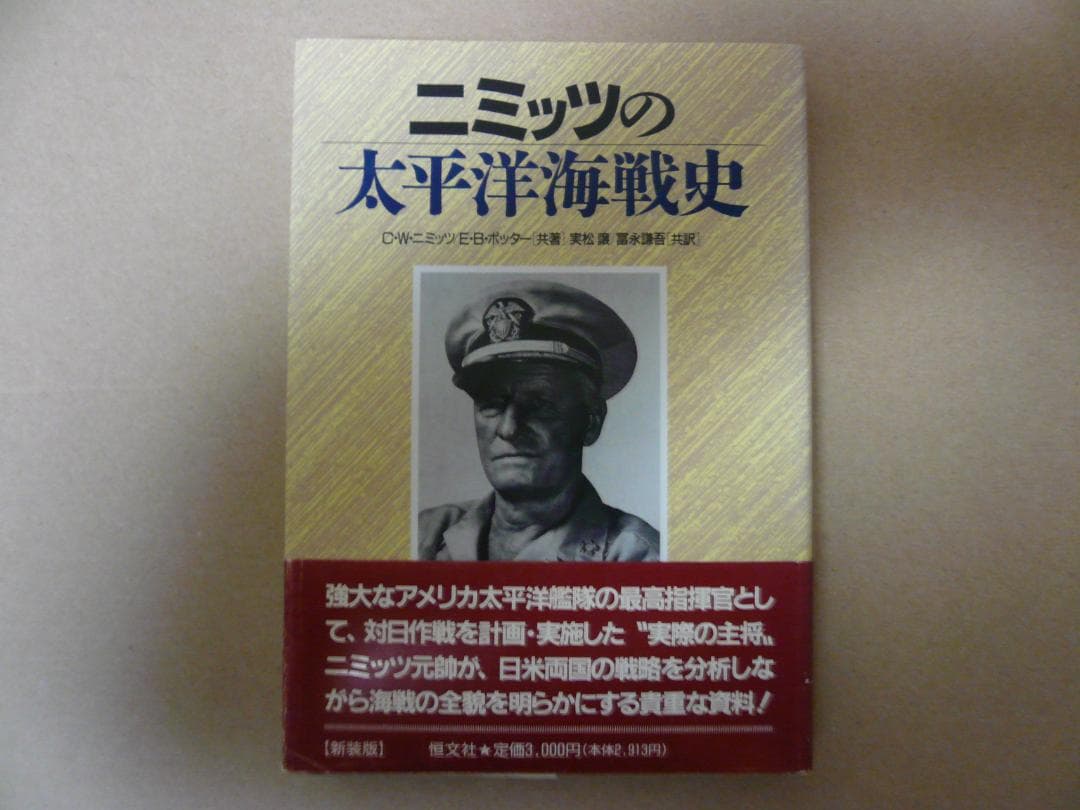 ニミッツの
太平洋海戦史
C・W・ニミッツ/E・B・ポッター[共著] 実松 譲/冨永謙吾[共訳]
強大なアメリカ太平洋艦隊の最高指揮官とし
て、対日作戦を計画・実施した〝実際の主将〟
ニミッツ元帥が、日米両国の戦略を分析しな
がら海戦の全貌を明らかにする貴重な資料!
【新装版】 恒文社★定価3,000円(本体2,913円)